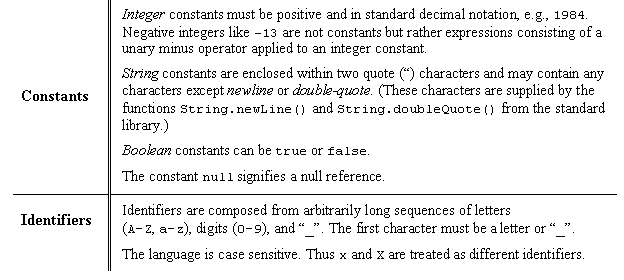 Constants
Integer constants must be positive and in standard decimal notation, e.g., 1984.
Negative integers like -13 are not constants but rather expressions consisting of a
unary minus operator applied to an integer constant.
String constants are enclosed within two quote (“) characters and may contain any
characters except newline or double-quote. (These characters are supplied by the
functions String.newLine() and String.doubleQuote() from the standard
library.)
Boolean constants can be true or false.
The constant null signifies a null reference.
Identifiers
Identifiers are composed from arbitrarily long sequences of letters
(A-Z, a-z), digits (0-9), and “_”. The first character must be a letter or “_”.
The language is case sensitive. Thus x and X are treated as different identifiers.